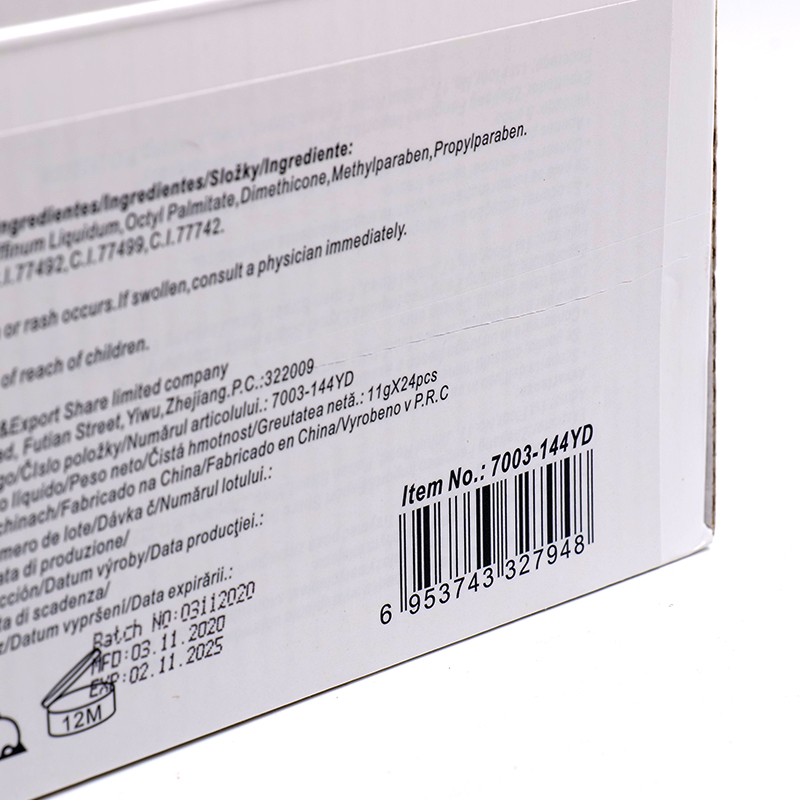 Ingredientes/Ingredientes/Složky/Ingrediente:
ffinum Liquidum,Octyl Palmitate,Dimethicone,Methylparaben,Propylparaben.
.I.77492,C.I.77499,C.I.77742.
or rash occurs.If swollen,consult a physician immediately.
of reach of children.
&Export Share limited company
ed, Futian Street,Yiwu,Zhejiang.P.C.:322009
go/Číslo položky/Numărul articolului.: 7003-144YD
o líquido/Peso neto/Čistá hmotnost/Greutatea netă.: 11gX24pcs
chinach/Fabricado na China/Fabricado en China/Vyrobeno v P.R.C
úmero de lote/Dávka č/Numărul lotului.:
ata di produzione/
cción/Datum výroby/Data producţiei.:
ta di scadenza/
z/Datum vypršení/Data expirării.:
Batch NO:03112020
MFD:03.11.2020
EXP:02.11.2025
12M
Item No.: 7003-144YD
6 953743 327948